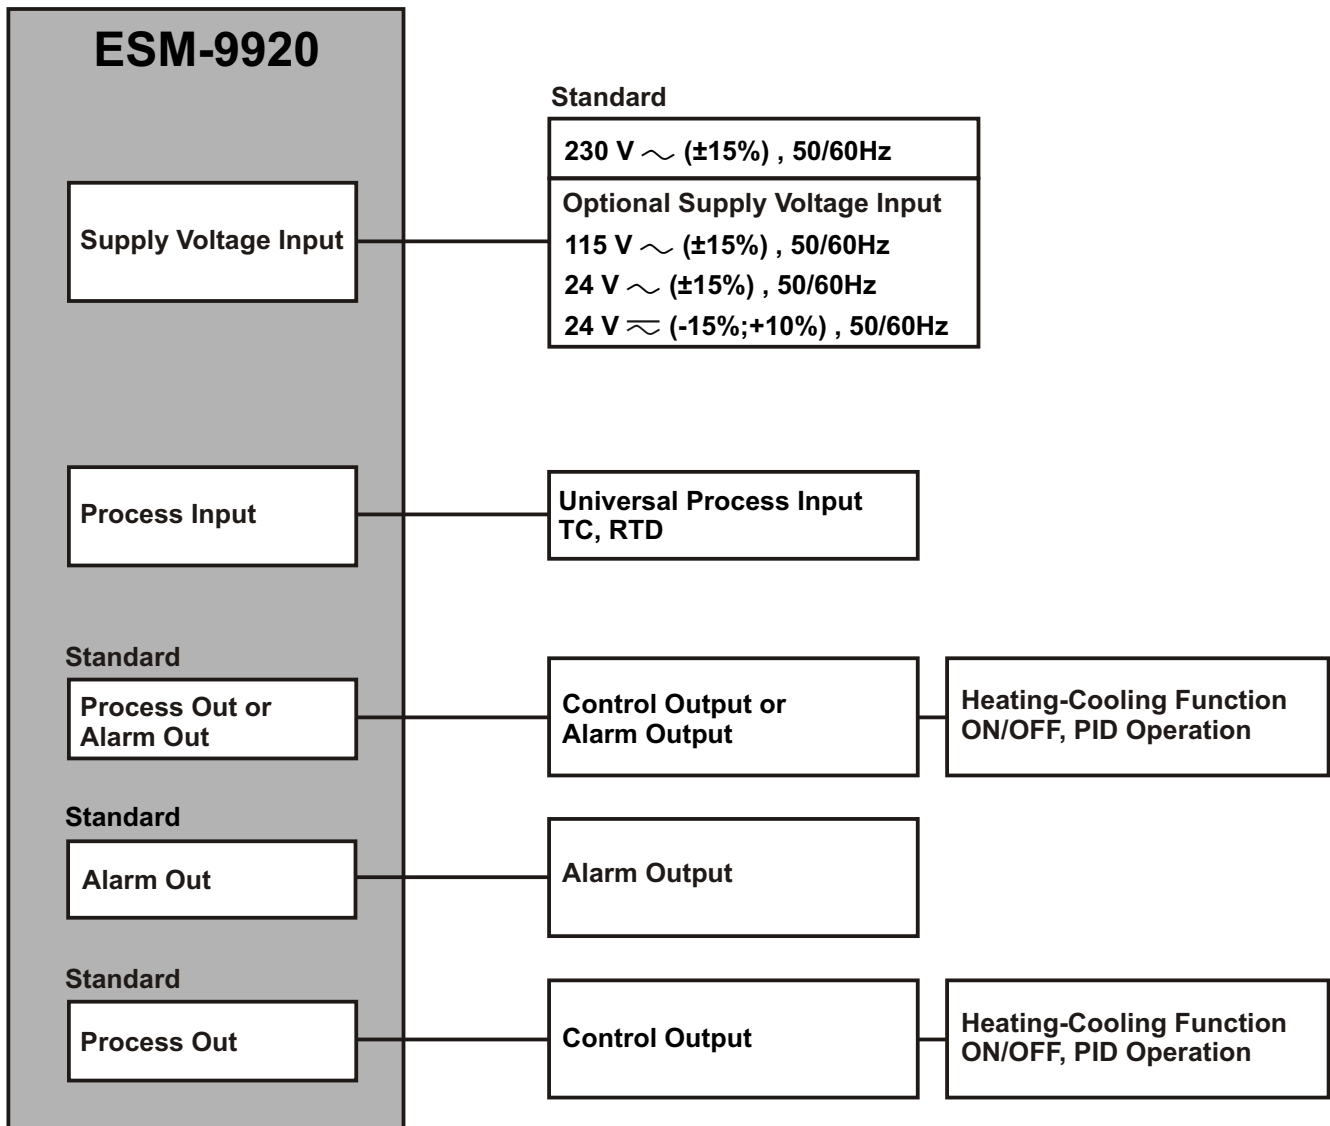 ESM-9920
Standard
230 V ~ (±15%) , 50/60Hz
Supply Voltage Input
Optional Supply Voltage Input
115 V ~ (±15%) , 50/60Hz
24 V ~ (±15%) , 50/60Hz
24 V ⎓~ (-15%;+10%) , 50/60Hz
Process Input
Universal Process Input
TC, RTD
Standard
Process Out or
Alarm Out
Control Output or
Alarm Output
Heating-Cooling Function
ON/OFF, PID Operation
Standard
Alarm Out
Alarm Output
Standard
Process Out
Control Output
Heating-Cooling Function
ON/OFF, PID Operation